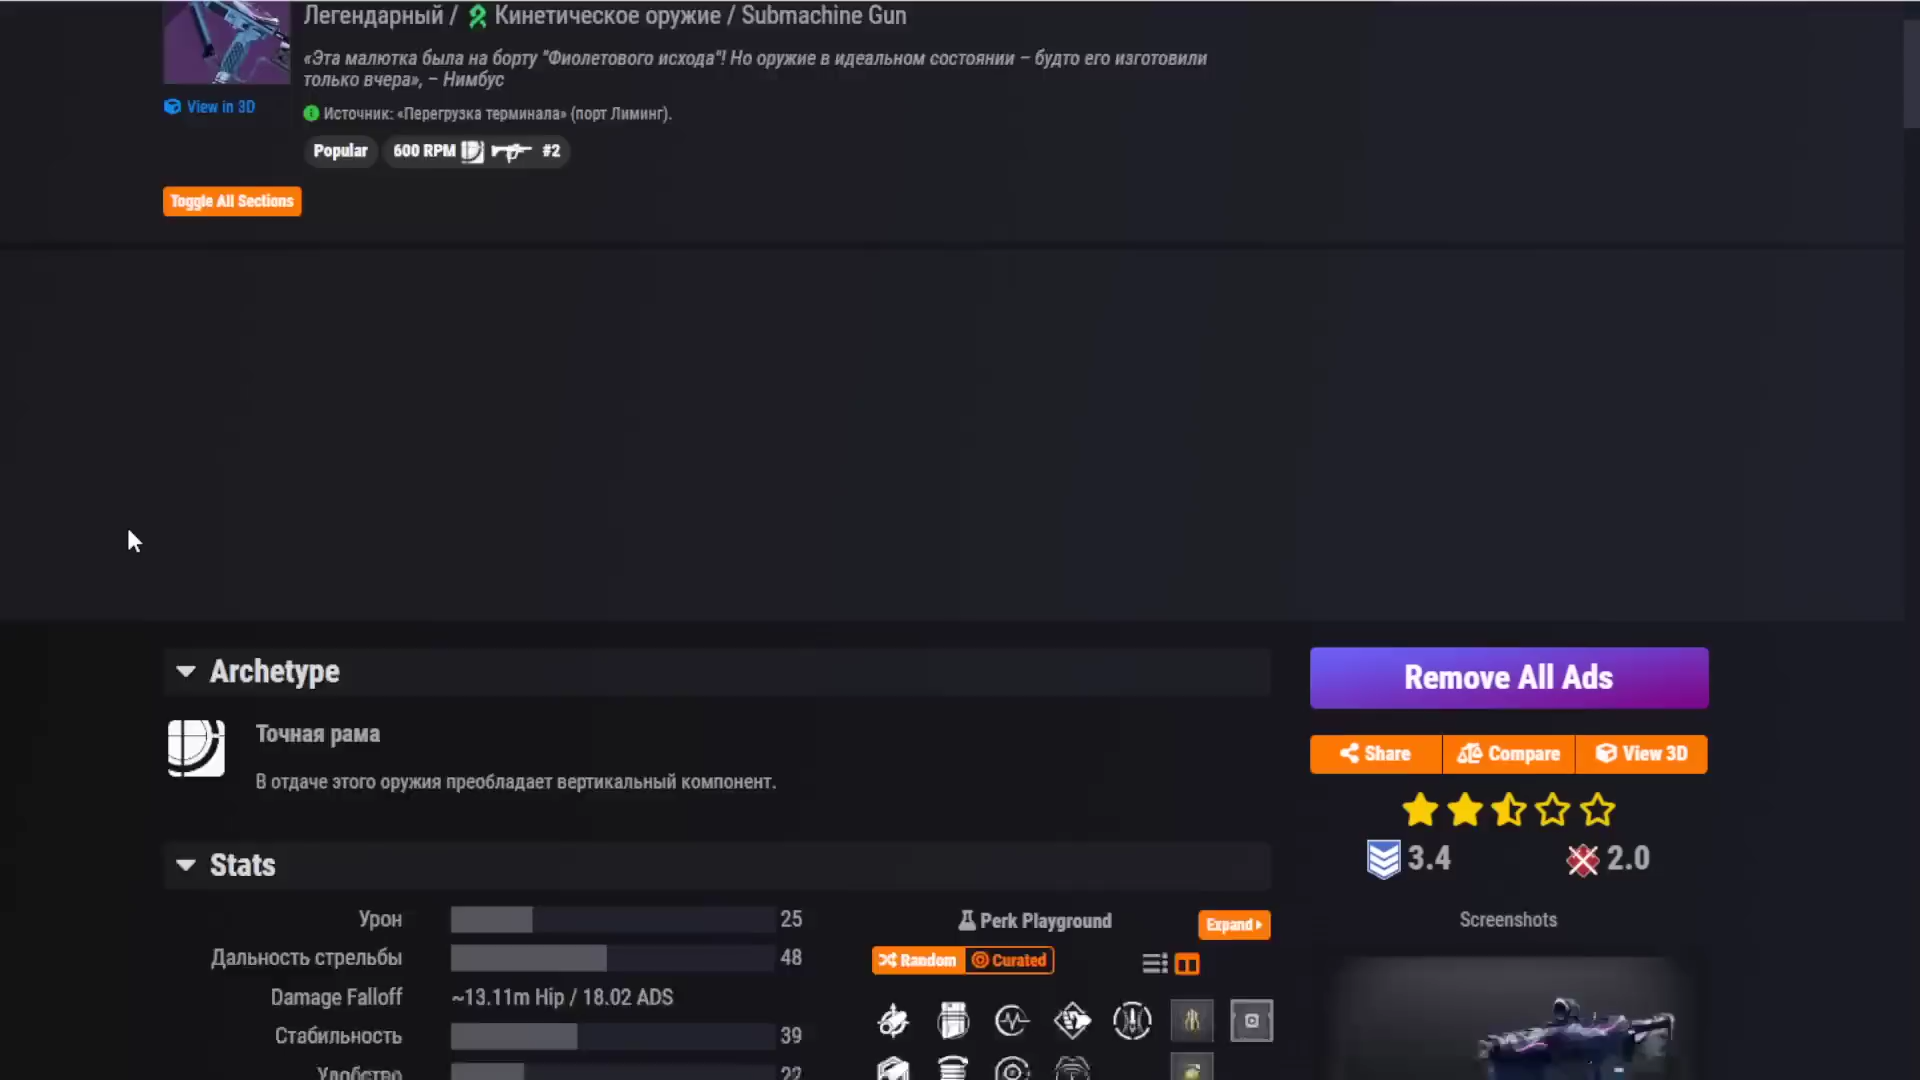 Легендарный / Кинетическое оружие / Submachine Gun
«Эта малютка была на борту "Фиолетового исхода"! Но оружие в идеальном состоянии – будто его изготовили
только вчера», – Нимбус
View in 3D
Источник: «Перегрузка терминала» (порт Лиминг).
Popular
600 RPM #2
Toggle All Sections
Archetype
Remove All Ads
Точная рама
Share
Compare
View 3D
В отдаче этого оружия преобладает вертикальный компонент.
3.4
2.0
Stats
Урон 25
Perk Playground
Expand
Screenshots
Дальность стрельбы 48
Random
Curated
Damage Falloff ~13.11m Hip / 18.02 ADS
Стабильность 39
Удобство 22